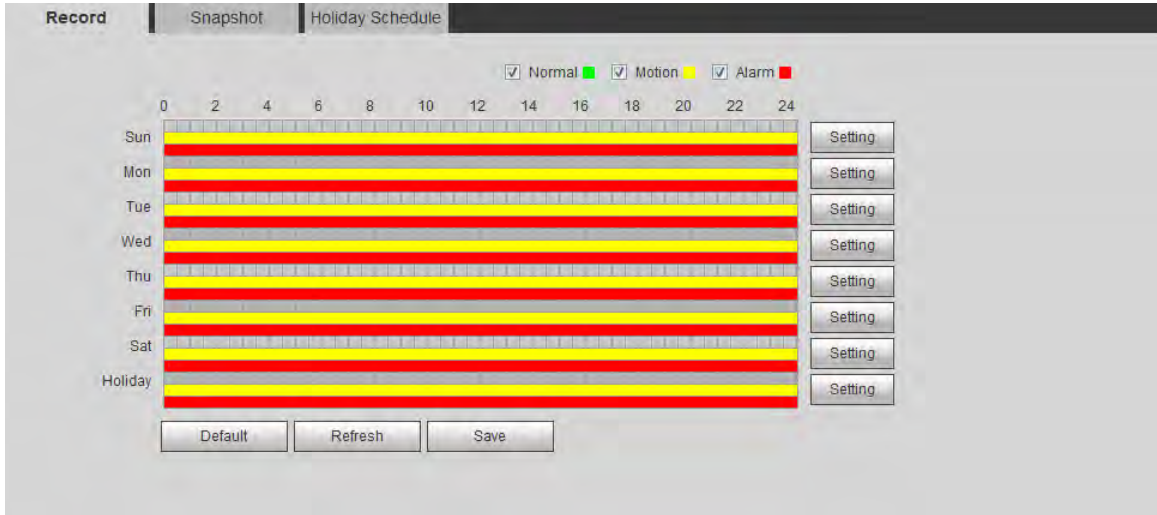 Record Snapshot Holiday Schedule
Normal Motion Alarm
0 2 4 6 8 10 12 14 16 18 20 22 24
Sun Setting
Mon Setting
Tue Setting
Wed Setting
Thu Setting
Fri Setting
Sat Setting
Holiday Setting
Default Refresh Save